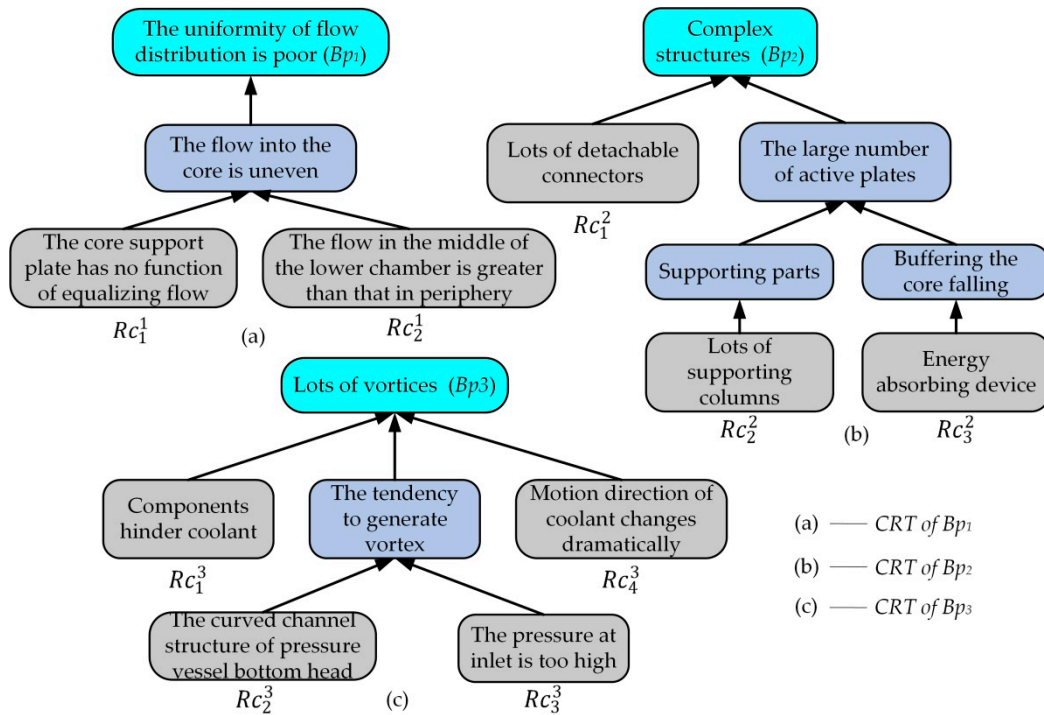 The uniformity of flow
distribution is poor (Bp₁)
The flow into the
core is uneven
The core support
plate has no function
of equalizing flow
The flow in the middle of
the lower chamber is greater
than that in periphery
Rc₁¹
Rc₂¹
(a)
Complex
structures (Bp₂)
Lots of detachable
connectors
Rc₁²
The large number
of active plates
Supporting parts
Buffering the
core falling
Lots of
supporting
columns
Energy
absorbing device
Rc₂²
Rc₃²
(b)
Lots of vortices (Bp3)
Components
hinder coolant
The tendency
to generate
vortex
Motion direction of
coolant changes
dramatically
Rc₁³
Rc₄³
The curved channel
structure of pressure
vessel bottom head
The pressure at
inlet is too high
Rc₂³
Rc₃³
(c)
(a) —— CRT of Bp₁
(b) —— CRT of Bp₂
(c) —— CRT of Bp₃